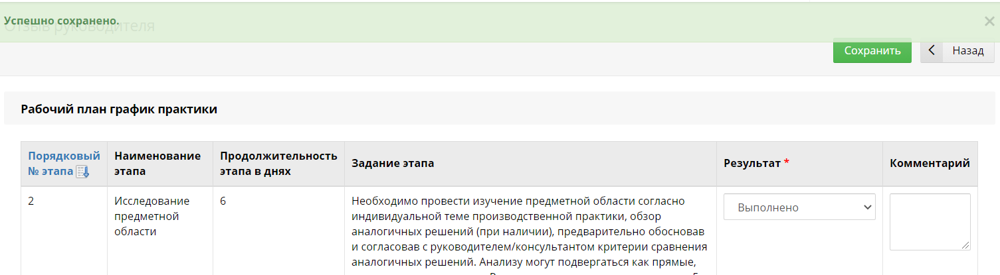 Успешно сохранено.
Отзыв руководителя
Сохранить
Назад
Рабочий план график практики
Порядковый № этапа
Наименование этапа
Продолжительность этапа в днях
Задание этапа
Результат *
Комментарий
2
Исследование
предметной
области
6
Необходимо провести изучение предметной области согласно
индивидуальной теме производственной практики, обзор
аналогичных решений (при наличии), предварительно обосновав
и согласовав с руководителем/консультантом критерии сравнения
аналогичных решений. Анализу могут подвергаться как прямые,
Выполнено